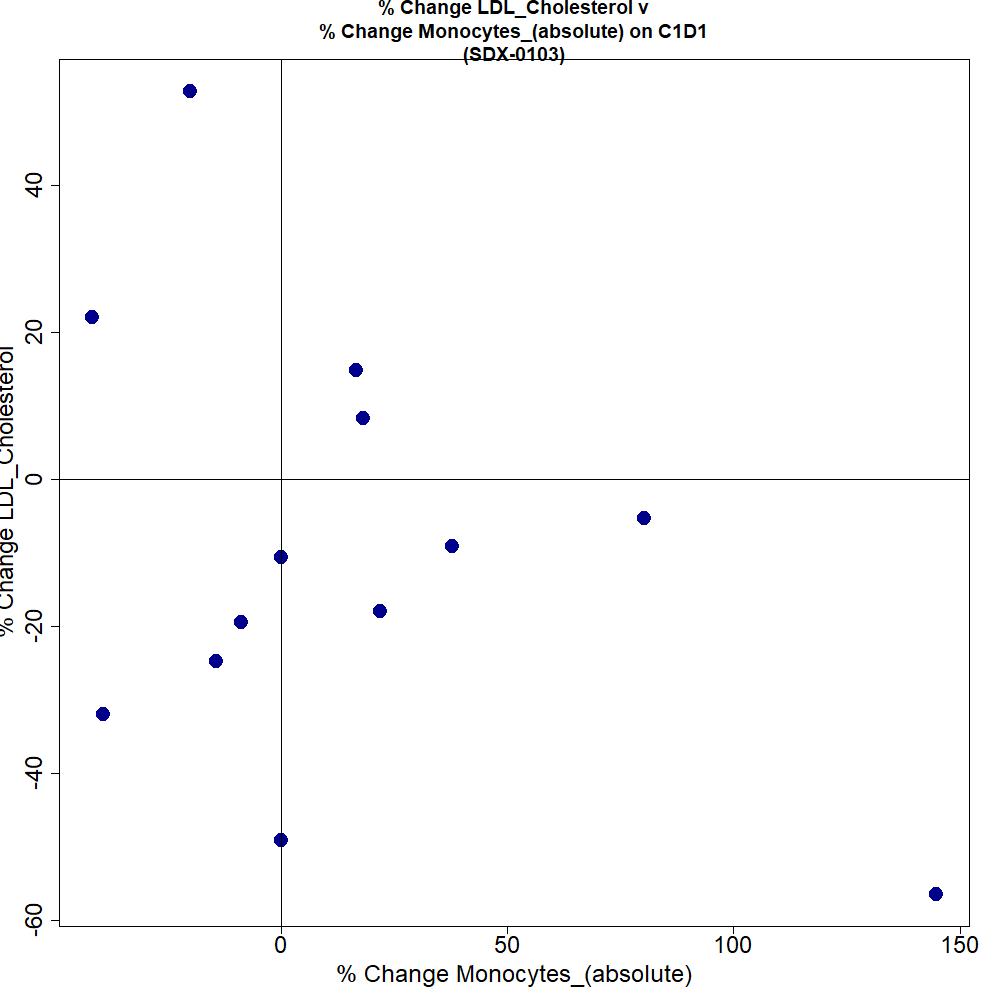 % Change LDL_Cholesterol v
% Change Monocytes_(absolute) on C1D1
(SDX-0103)
% Change LDL_Cholesterol
40
20
0
-20
-40
-60
0
50
100
150
% Change Monocytes_(absolute)